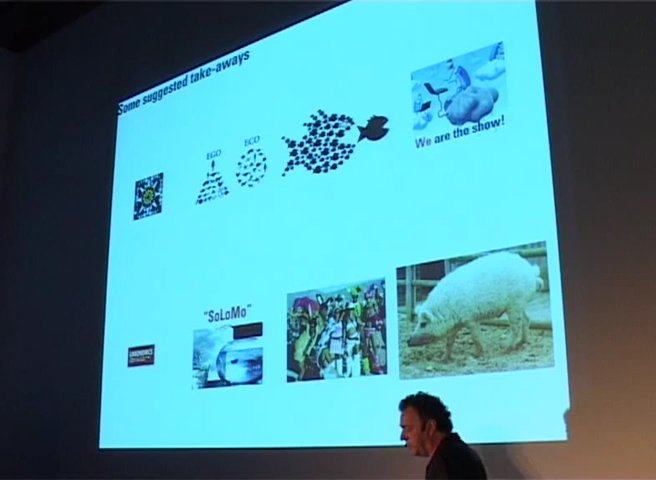 Some suggested take-aways
EGO
ECO
We are the show!
"SoLoMo"